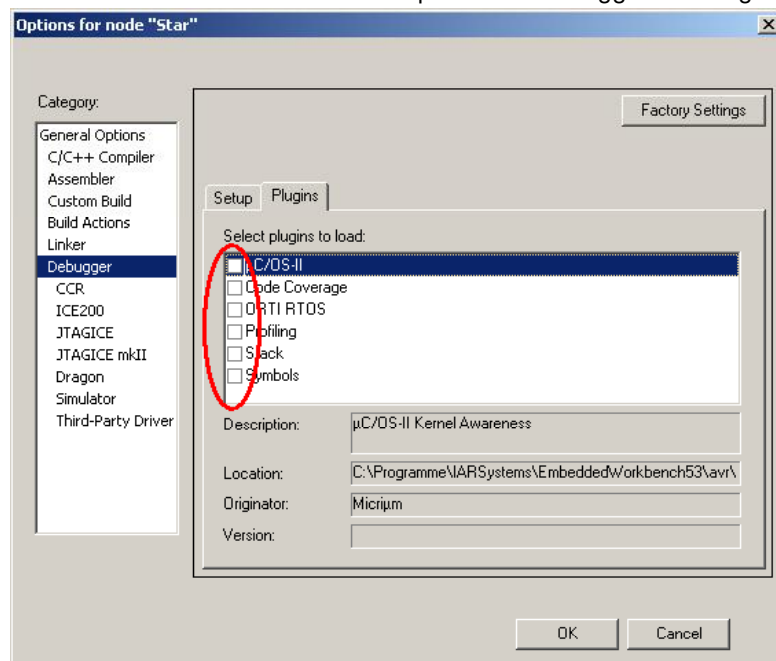 Options for node "Star"
Category:
Factory Settings
General Options
C/C++ Compiler
Assembler
Custom Build
Build Actions
Linker
Debugger
CCR
ICE200
JTAGICE
JTAGICE mkII
Dragon
Simulator
Third-Party Driver
Setup
Plugins
Select plugins to load:
µC/OS-II
Code Coverage
ORTI RTOS
Profiling
Stack
Symbols
Description:
µC/OS-II Kernel Awareness
Location:
C:\Programme\IARSystems\EmbeddedWorkbench53\avr\
Originator:
Micriµm
Version:
OK
Cancel